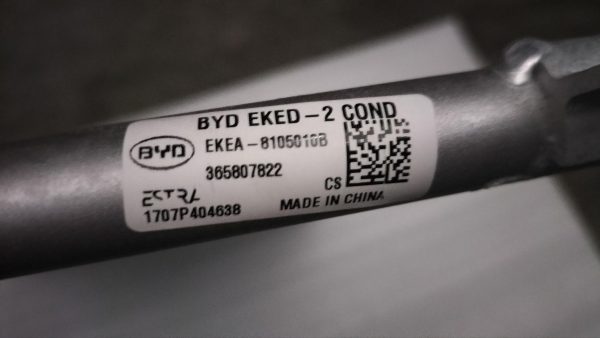 BYD EKED-2 COND
BYD
EKEA-8105010B
365807822
CS
ESTRA
1707P404638
MADE IN CHINA